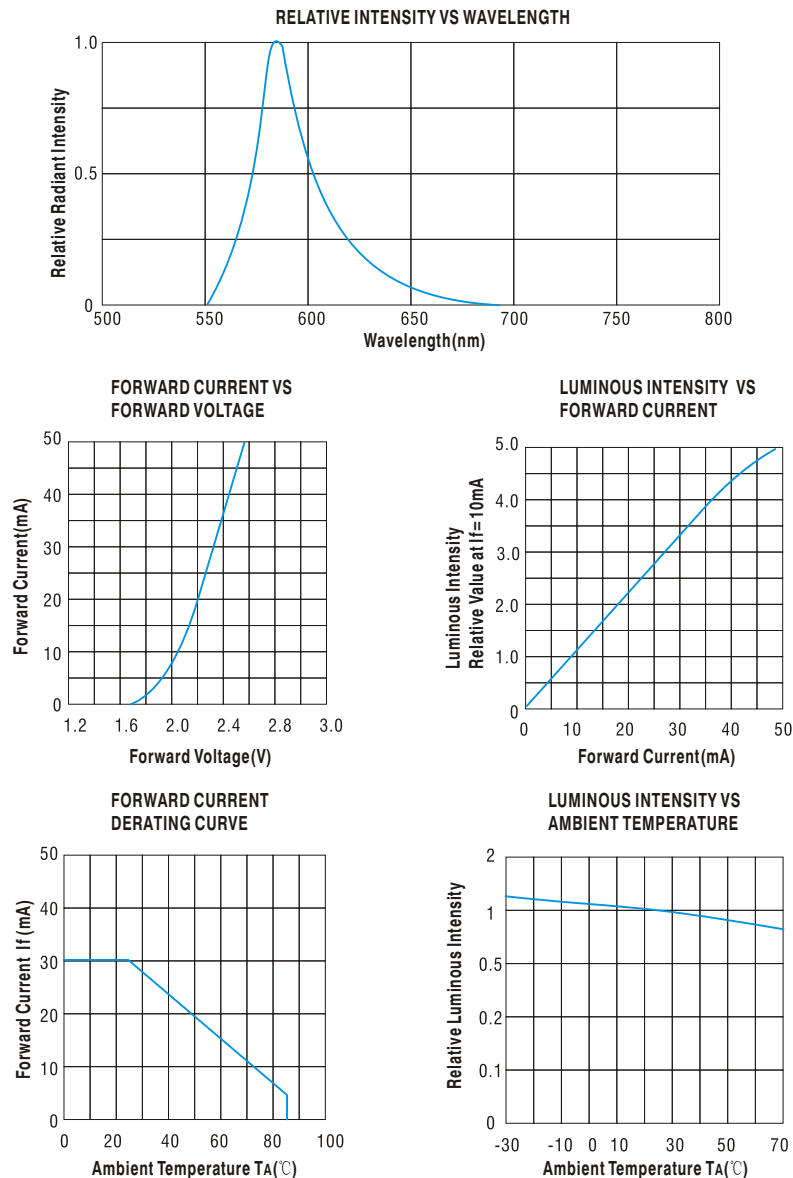 RELATIVE INTENSITY VS WAVELENGTH
Relative Radiant Intensity
1.0
0.5
0
500 550 600 650 700 750 800
Wavelength(nm)
FORWARD CURRENT VS
FORWARD VOLTAGE
Forward Current(mA)
50
40
30
20
10
0
1.2 1.6 2.0 2.4 2.8 3.0
Forward Voltage(V)
LUMINOUS INTENSITY VS
FORWARD CURRENT
Luminous Intensity
Relative Value at If=10mA
5.0
4.0
3.0
2.0
1.0
0
0 10 20 30 40 50
Forward Current(mA)
FORWARD CURRENT
DERATING CURVE
Forward Current If (mA)
50
40
30
20
10
0
0 20 40 60 80 100
Ambient Temperature TA(℃)
LUMINOUS INTENSITY VS
AMBIENT TEMPERATURE
Relative Luminous Intensity
2
1
0.5
0.2
0.1
0
-30 -10 0 10 30 50 70
Ambient Temperature TA(℃)